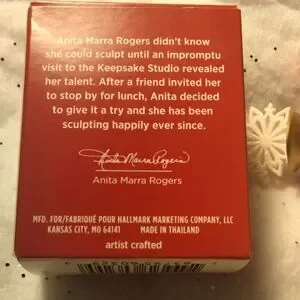 Anita Marra Rogers didn't know
she could sculpt until an impromptu
visit to the Keepsake Studio revealed
her talent. After a friend invited her
to stop by for lunch, Anita decided
to give it a try and she has been
sculpting happily ever since.
Anita Marra Rogers
Anita Marra Rogers
MFD. FOR/FABRIQUÉ POUR HALLMARK MARKETING COMPANY, LLC
KANSAS CITY, MO 64141 MADE IN THAILAND
artist crafted